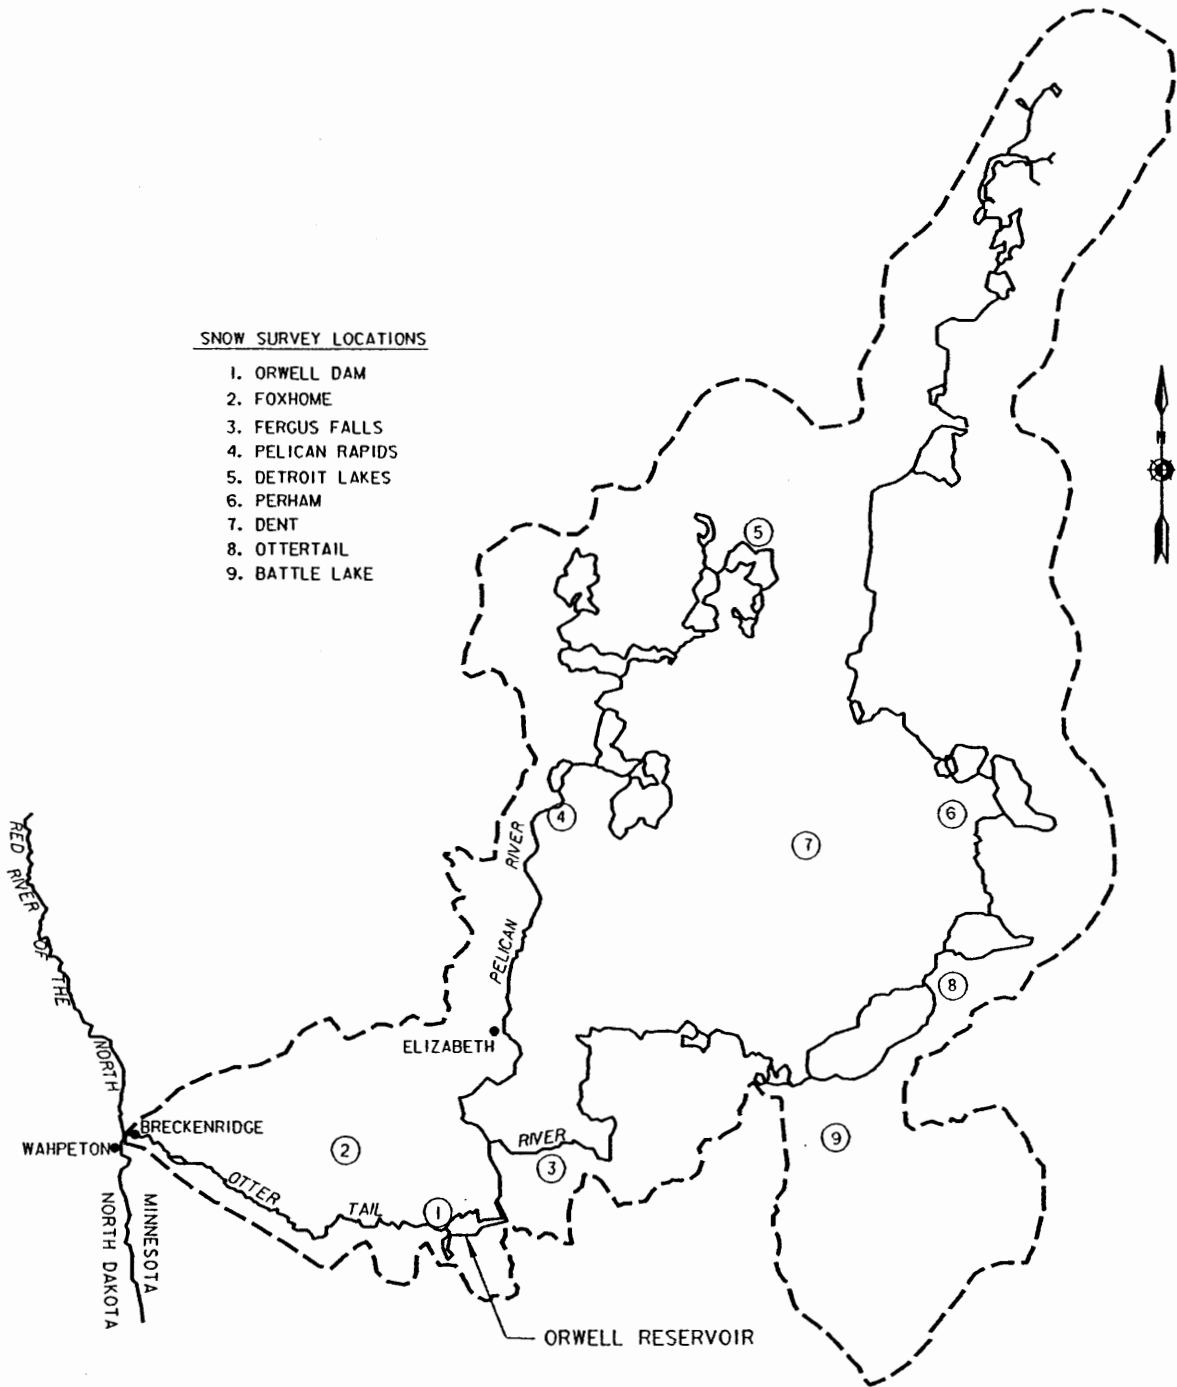 SNOW SURVEY LOCATIONS
1. ORWELL DAM
2. FOXHOME
3. FERGUS FALLS
4. PELICAN RAPIDS
5. DETROIT LAKES
6. PERHAM
7. DENT
8. OTTERTAIL
9. BATTLE LAKE
N
5
4
6
7
8
RED RIVER OF THE NORTH
PELICAN RIVER
ELIZABETH
BRECKENRIDGE
WAHPETON
2
RIVER
3
9
OTTER TAIL
1
MINNESOTA
NORTH DAKOTA
ORWELL RESERVOIR